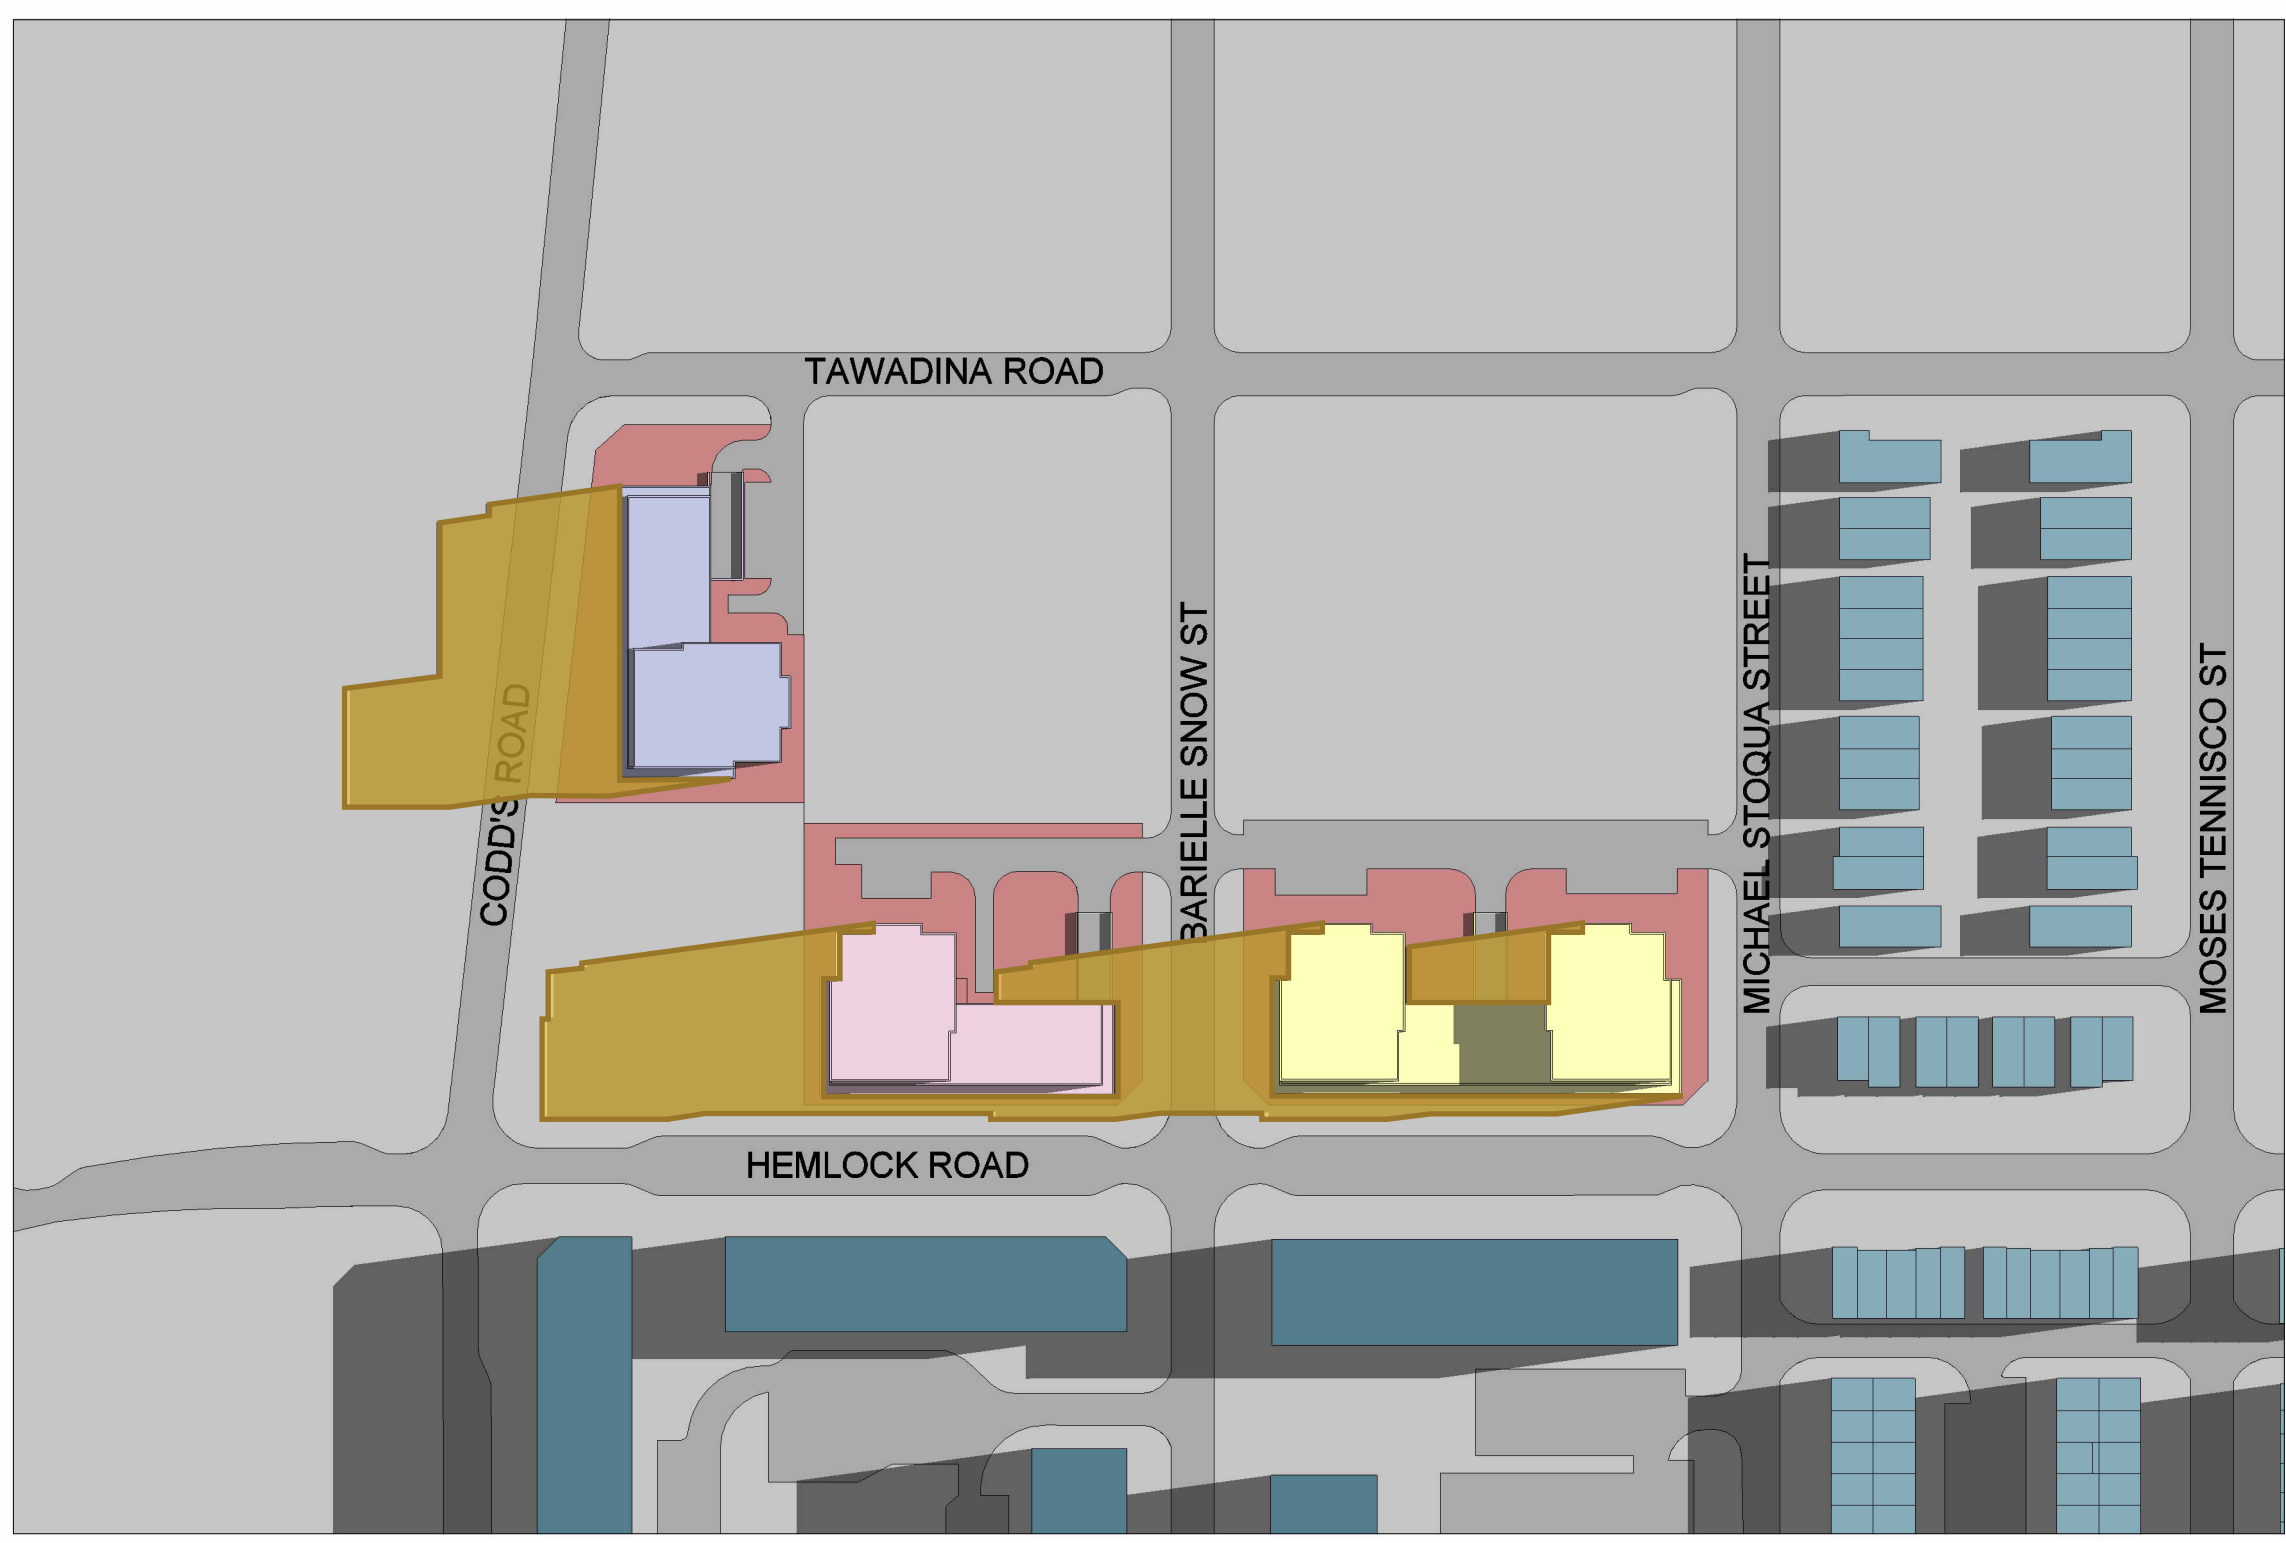 TAWADINA ROAD
CODD'S ROAD
BARIELLE SNOW ST
MICHAEL STOQUA STREET
MOSES TENNISCO ST
HEMLOCK ROAD